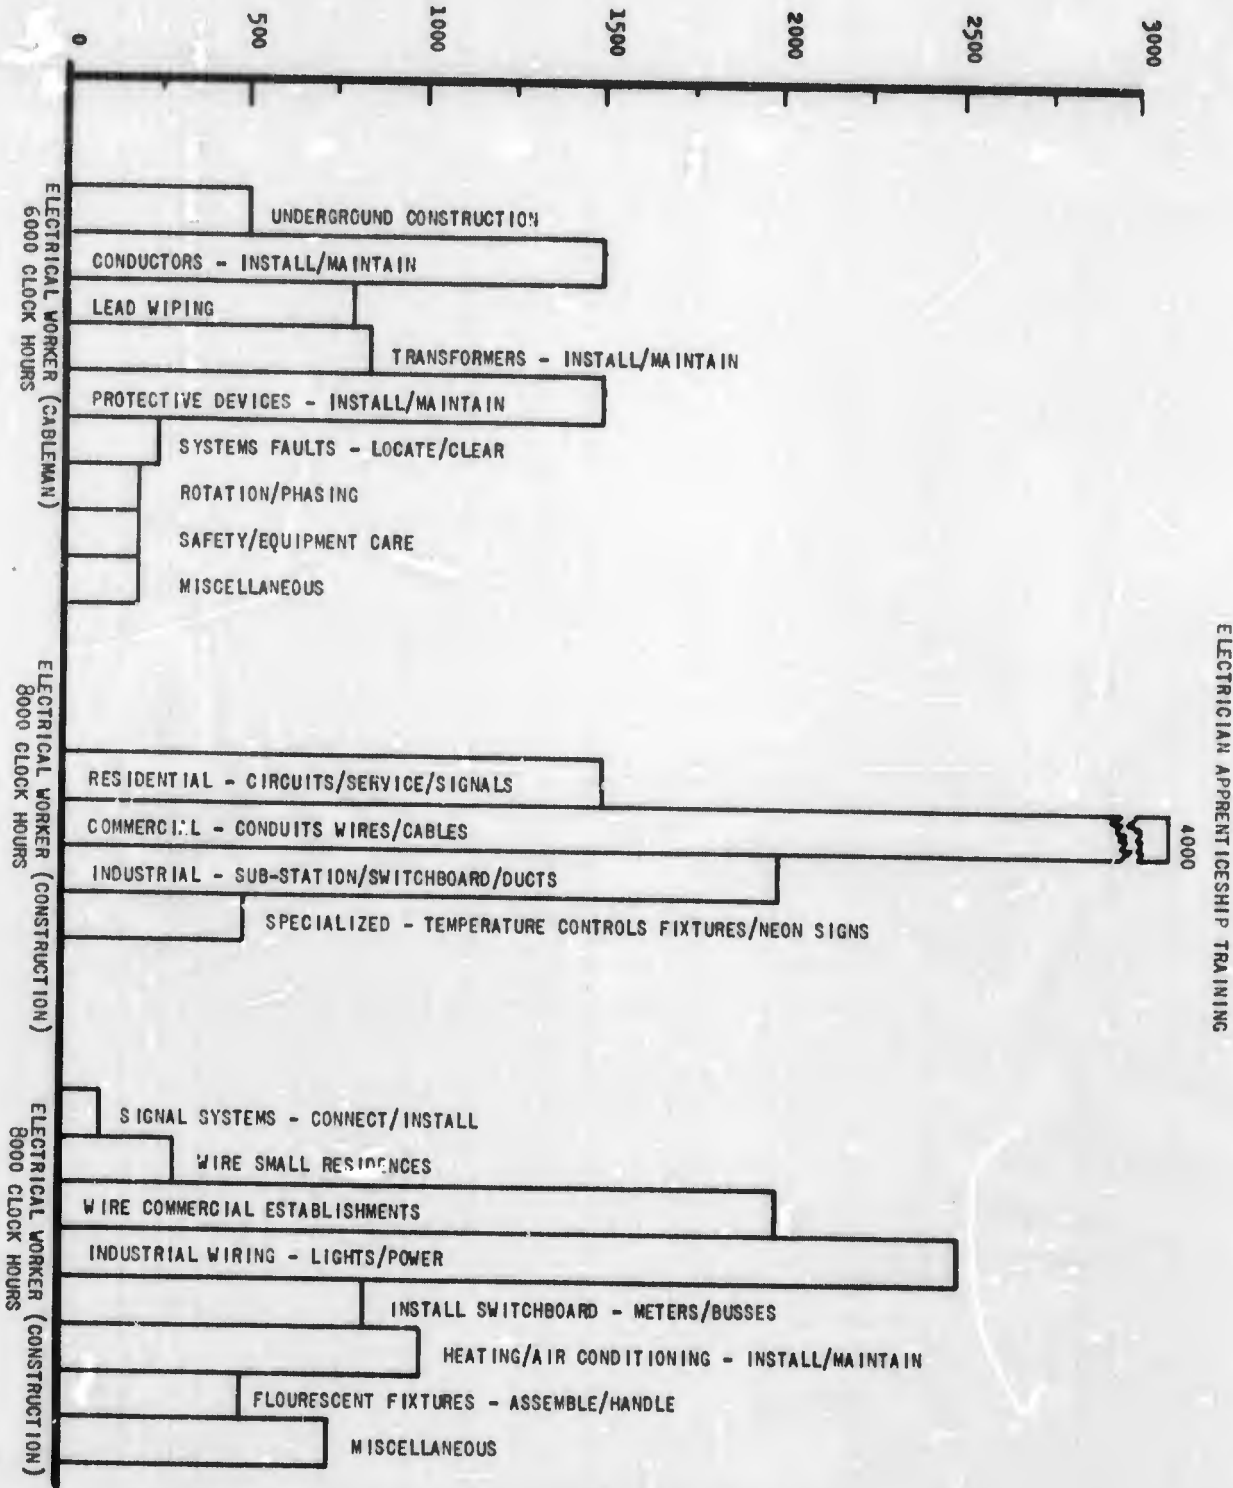 ELECTRICIAN APPRENTICESHIP TRAINING
0
500
1000
1500
2000
2500
3000
UNDERGROUND CONSTRUCTION
CONDUCTORS - INSTALL/MAINTAIN
LEAD WIPING
TRANSFORMERS - INSTALL/MAINTAIN
PROTECTIVE DEVICES - INSTALL/MAINTAIN
SYSTEMS FAULTS - LOCATE/CLEAR
ROTATION/PHASING
SAFETY/EQUIPMENT CARE
MISCELLANEOUS
ELECTRICAL WORKER (CABLEMAN)
6000 CLOCK HOURS
RESIDENTIAL - CIRCUITS/SERVICE/SIGNALS
COMMERCIAL - CONDUITS WIRES/CABLES
4000
INDUSTRIAL - SUB-STATION/SWITCHBOARD/DUCTS
SPECIALIZED - TEMPERATURE CONTROLS FIXTURES/NEON SIGNS
ELECTRICAL WORKER (CONSTRUCTION)
8000 CLOCK HOURS
SIGNAL SYSTEMS - CONNECT/INSTALL
WIRE SMALL RESIDENCES
WIRE COMMERCIAL ESTABLISHMENTS
INDUSTRIAL WIRING - LIGHTS/POWER
INSTALL SWITCHBOARD - METERS/BUSSES
HEATING/AIR CONDITIONING - INSTALL/MAINTAIN
FLOURESCENT FIXTURES - ASSEMBLE/HANDLE
MISCELLANEOUS
ELECTRICAL WORKER (CONSTRUCTION)
8000 CLOCK HOURS